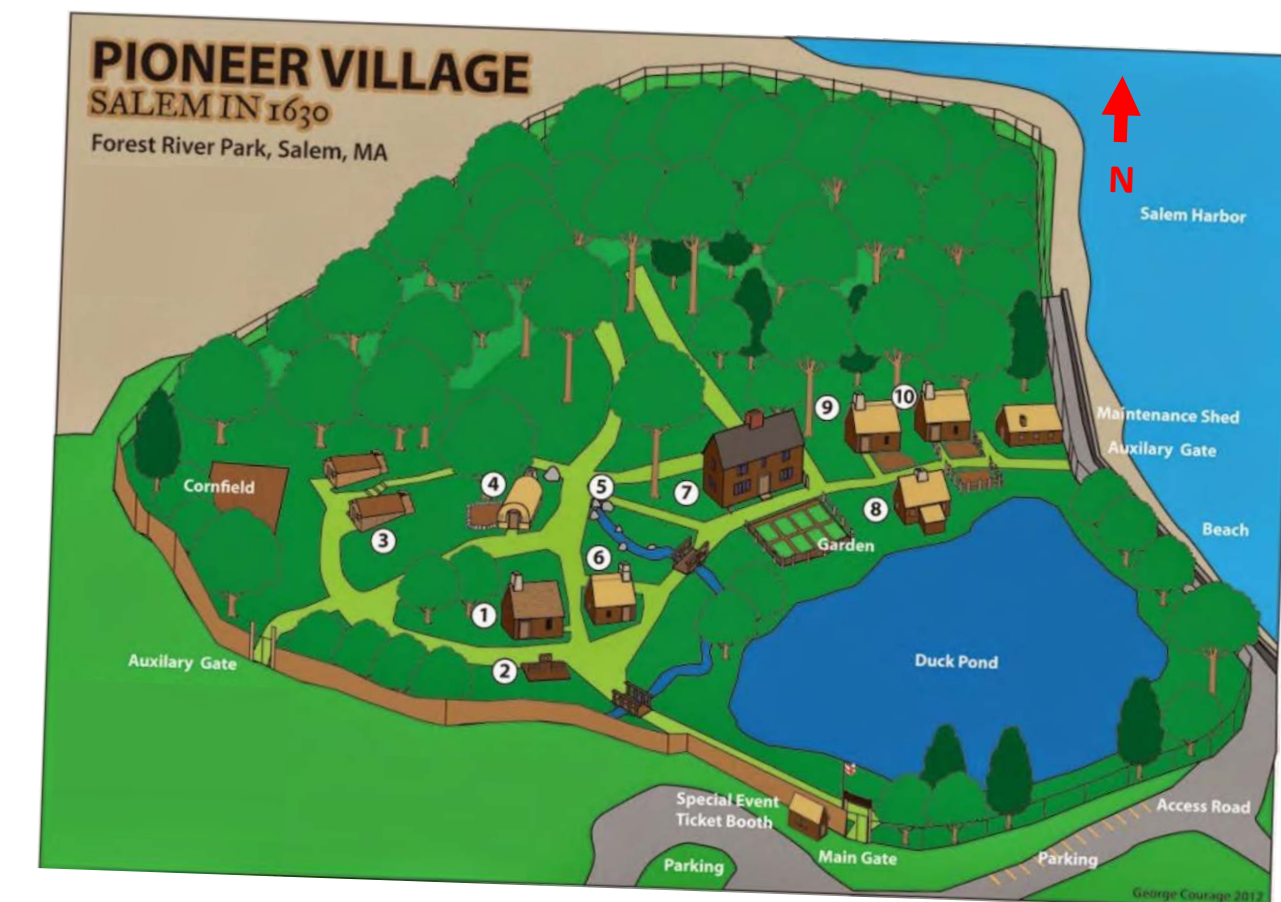 PIONEER VILLAGE
SALEM IN 1630
Forest River Park, Salem, MA
N
Salem Harbor
9
10
Maintenance Shed
Auxilary Gate
Cornfield
4
5
7
8
3
Beach
Garden
6
1
Auxilary Gate
2
Duck Pond
Special Event
Ticket Booth
Access Road
Main Gate
Parking
Parking
George Courage 2012